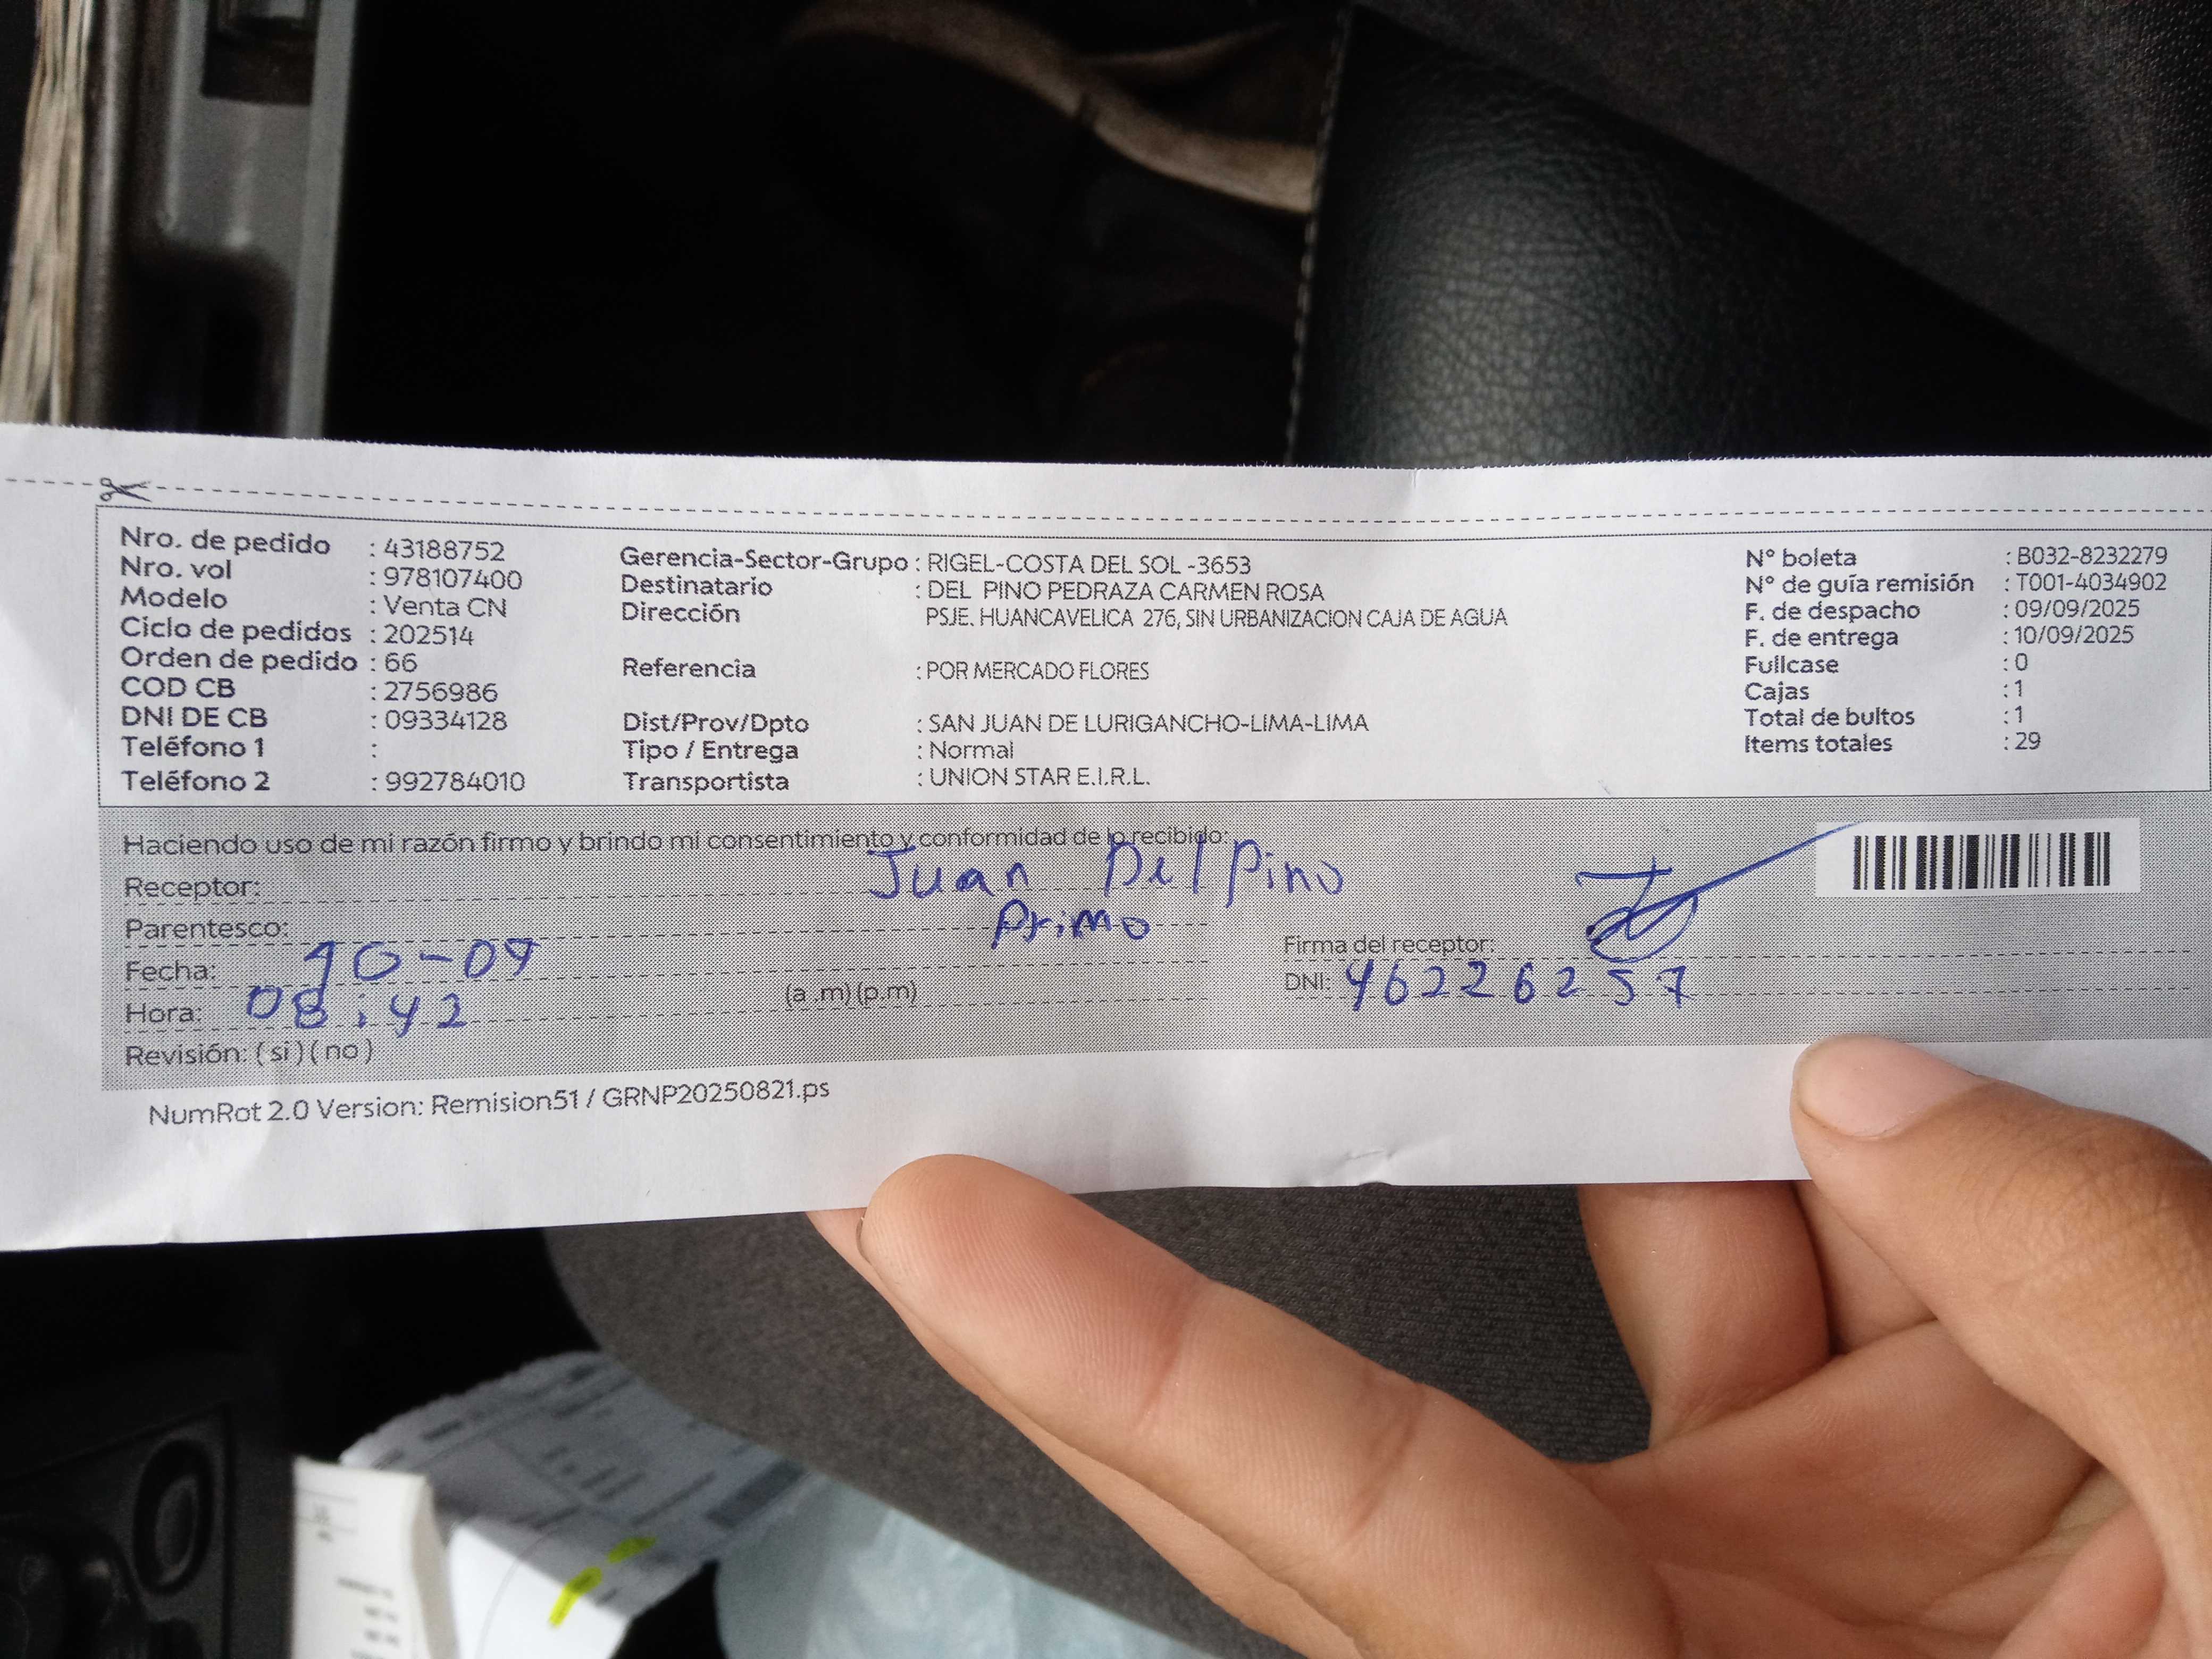 Nro. de pedido : 43188752
Nro. vol : 978107400
Modelo : Venta CN
Ciclo de pedidos : 202514
Orden de pedido : 66
COD CB : 2756986
DNI DE CB : 09334128
Teléfono 1 :
Teléfono 2 : 992784010
Gerencia-Sector-Grupo : RIGEL-COSTA DEL SOL -3653
Destinatario : DEL PINO PEDRAZA CARMEN ROSA
Dirección PSJE. HUANCAVELICA 276, SIN URBANIZACION CAJA DE AGUA
Referencia : POR MERCADO FLORES
Dist/Prov/Dpto : SAN JUAN DE LURIGANCHO-LIMA-LIMA
Tipo / Entrega : Normal
Transportista : UNION STAR E.I.R.L.
N° boleta : B032-8232279
N° de guía remisión : T001-4034902
F. de despacho : 09/09/2025
F. de entrega : 10/09/2025
Fullcase : 0
Cajas : 1
Total de bultos : 1
Items totales : 29
Haciendo uso de mi razón firmo y brindo mi consentimiento y conformidad de lo recibido:
Receptor: Juan Del Pino
Parentesco: Primo
Fecha: 10-09
Hora: 08:42 (a .m) (p.m)
Revisión: ( si ) ( no )
Firma del receptor:
DNI: 46226257
NumRot 2.0 Version: Remision51 / GRNP20250821.ps